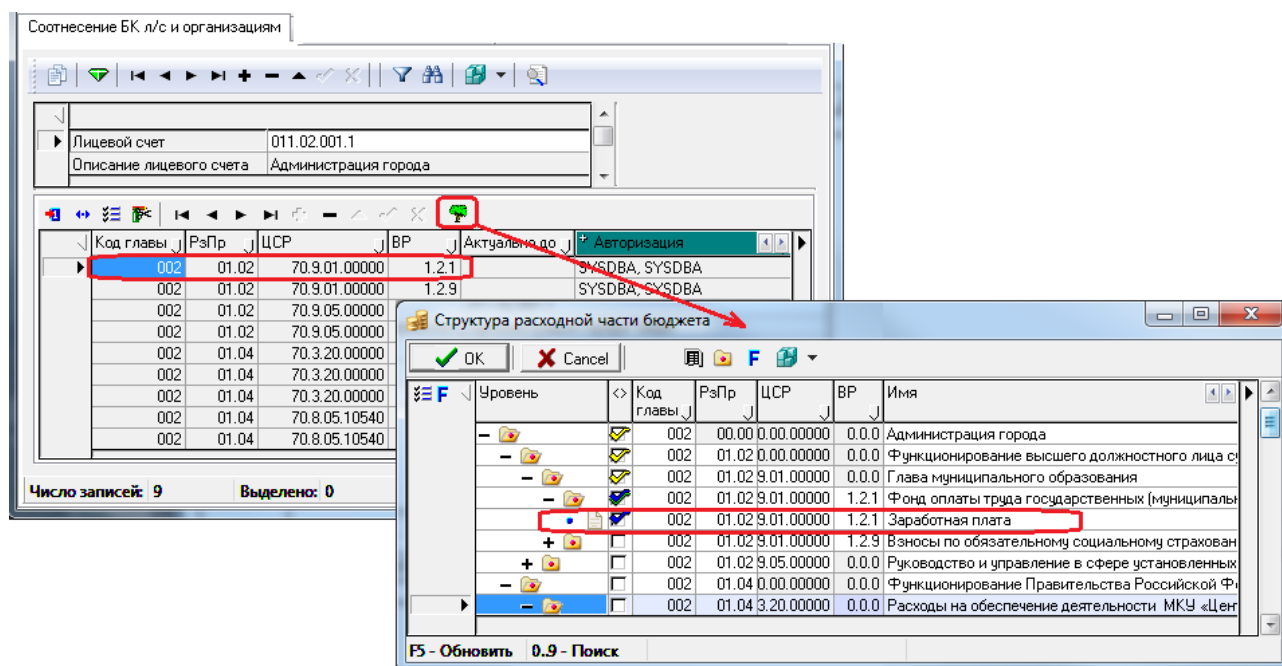 Соотнесение БК л/с и организациям
Лицевой счет 011.02.001.1
Описание лицевого счета Администрация города
Код главы РзПр ЦСР ВР Актуально до Авторизация
002 01.02 70.9.01.00000 1.2.1 SYSDBA, SYSDBA
002 01.02 70.9.01.00000 1.2.9 SYSDBA, SYSDBA
002 01.02 70.9.05.00000
002 01.02 70.9.05.00000
002 01.04 70.3.20.00000
002 01.04 70.3.20.00000
002 01.04 70.3.20.00000
002 01.04 70.8.05.10540
002 01.04 70.8.05.10540
Число записей: 9 Выделено: 0
Структура расходной части бюджета
OK Cancel F
F Уровень <> Код главы РзПр ЦСР ВР Имя
002 00.00 0.00.00000 0.0.0 Администрация города
002 01.02 0.00.00000 0.0.0 Функционирование высшего должностного лица су
002 01.02 9.01.00000 0.0.0 Глава муниципального образования
002 01.02 9.01.00000 1.2.1 Фонд оплаты труда государственных (муниципальн
002 01.02 9.01.00000 1.2.1 Заработная плата
002 01.02 9.01.00000 1.2.9 Взносы по обязательному социальному страхован
002 01.02 9.05.00000 0.0.0 Руководство и управление в сфере установленных
002 01.04 0.00.00000 0.0.0 Функционирование Правительства Российской Ф
002 01.04 3.20.00000 0.0.0 Расходы на обеспечение деятельности МКУ «Цен
F5 - Обновить 0..9 - Поиск